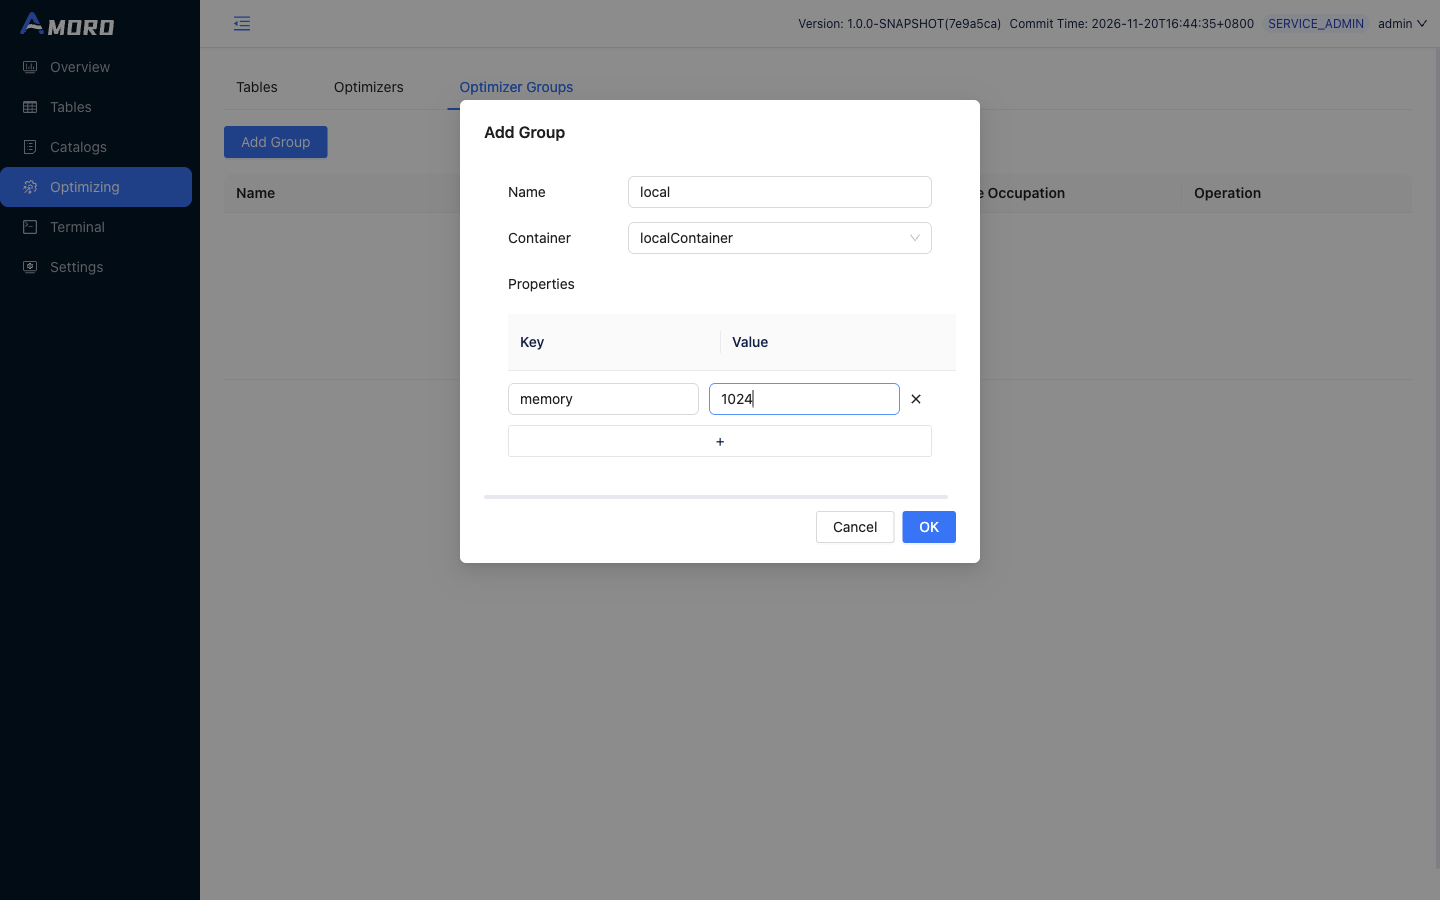 AMORO
Version: 1.0.0-SNAPSHOT(7e9a5ca) Commit Time: 2026-11-20T16:44:35+0800 SERVICE_ADMIN admin
Overview
Tables
Catalogs
Optimizing
Terminal
Settings
Tables Optimizers Optimizer Groups
Add Group
Name e Occupation Operation
Add Group
Name local
Container localContainer
Properties
Key Value
memory 1024
+
Cancel OK